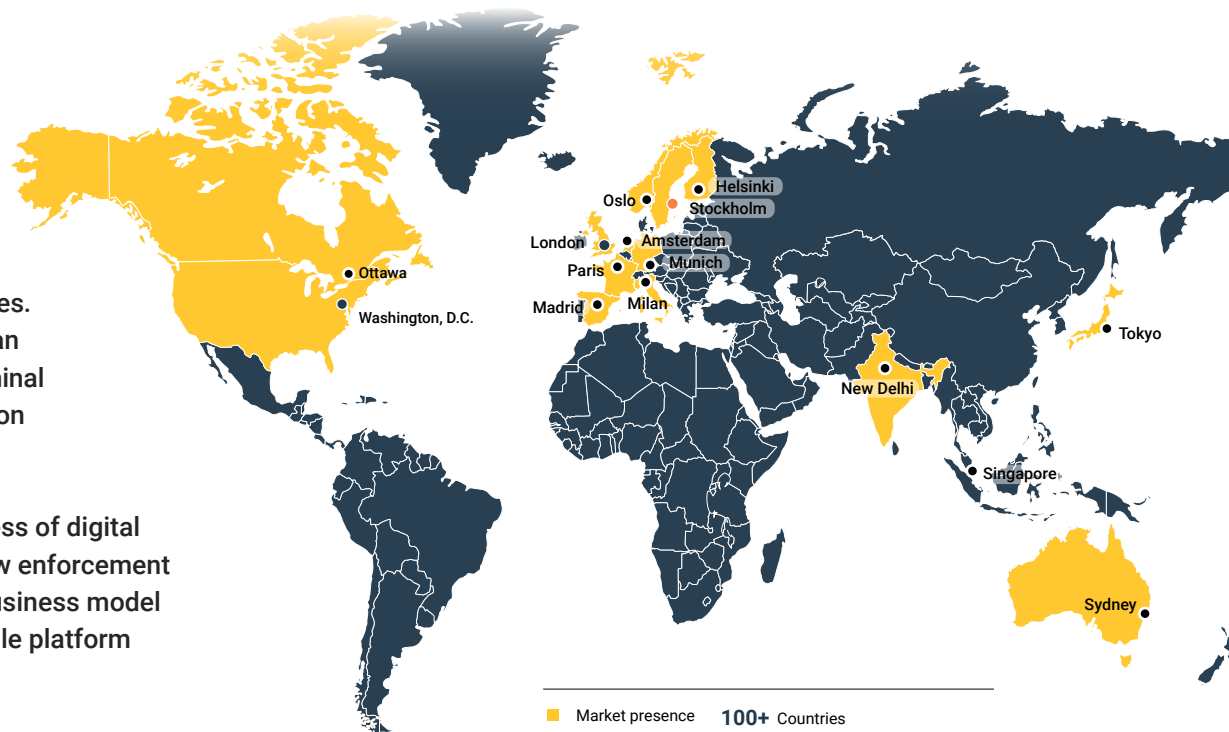 Helsinki
Oslo
Stockholm
London
Amsterdam
Munich
Paris
Ottawa
Madrid
Milan
Washington, D.C.
Tokyo
New Delhi
Singapore
Sydney
es.
an
inal
on
ess of digital
w enforcement
usiness model
le platform
Market presence 100+ Countries